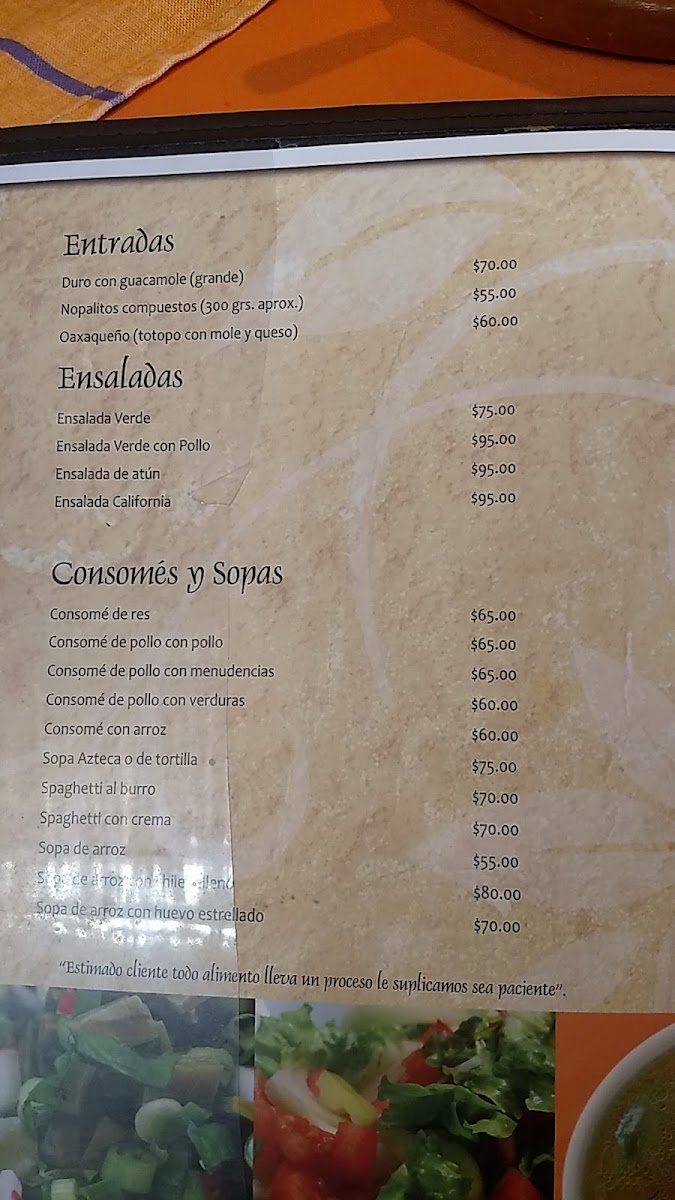 Entradas
Duro con guacamole (grande) $70.00
Nopalitos compuestos (300 grs. aprox.) $55.00
Oaxaqueño (totopo con mole y queso) $60.00
Ensaladas
Ensalada Verde $75.00
Ensalada Verde con Pollo $95.00
Ensalada de atún $95.00
Ensalada California $95.00
Consomés y Sopas
Consomé de res $65.00
Consomé de pollo con pollo $65.00
Consomé de pollo con menudencias $65.00
Consomé de pollo con verduras $60.00
Consomé con arroz $60.00
Sopa Azteca o de tortilla $75.00
Spaghetti al burro $70.00
Spaghetti con crema $70.00
Sopa de arroz $55.00
Sopa de arroz con chile relleno $80.00
Sopa de arroz con huevo estrellado $70.00
"Estimado cliente todo alimento lleva un proceso le suplicamos sea paciente".